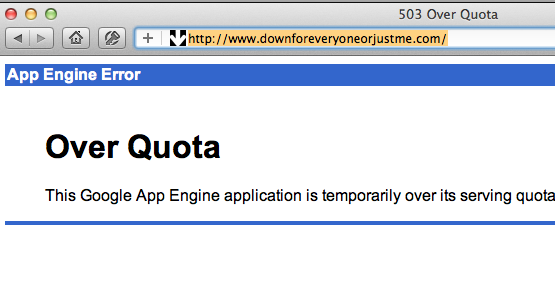 503 Over Quota
http://www.downforeveryoneorjustme.com/
App Engine Error
Over Quota
This Google App Engine application is temporarily over its serving quota